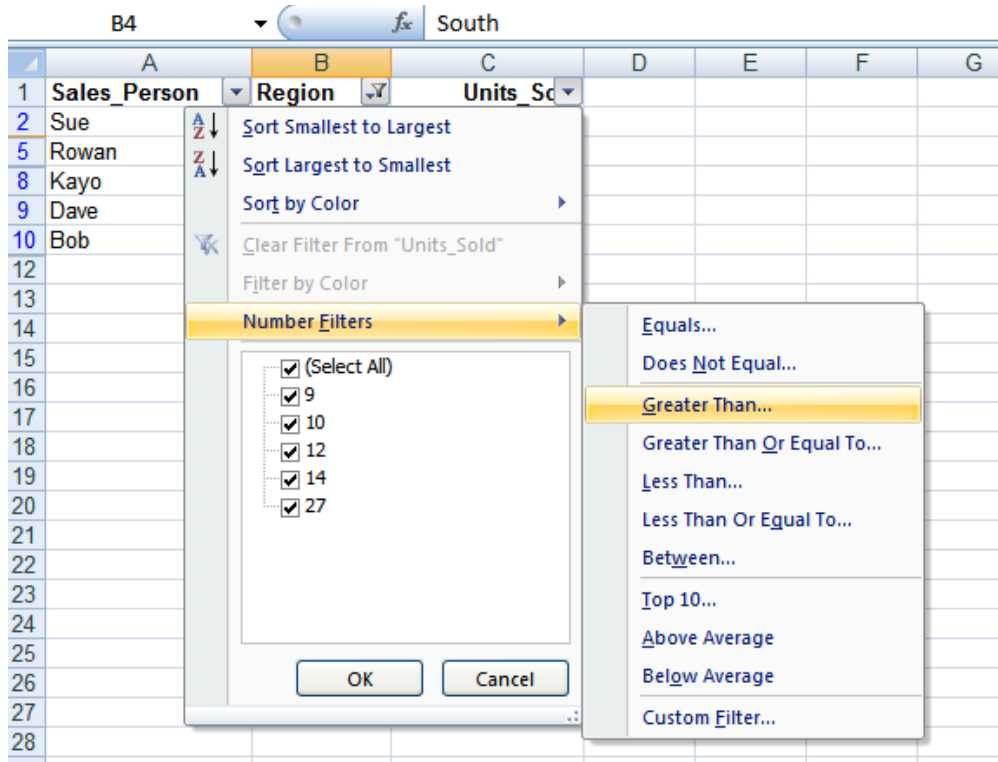 B4 fx South
A B C D E F G
1 Sales_Person Region Units_So
2 Sue
5 Rowan
8 Kayo
9 Dave
10 Bob
12
13
14
15
16
17
18
19
20
21
22
23
24
25
26
27
28
Sort Smallest to Largest
Sort Largest to Smallest
Sort by Color
Clear Filter From "Units_Sold"
Filter by Color
Number Filters
(Select All)
9
10
12
14
27
OK Cancel
Equals...
Does Not Equal...
Greater Than...
Greater Than Or Equal To...
Less Than...
Less Than Or Equal To...
Between...
Top 10...
Above Average
Below Average
Custom Filter...